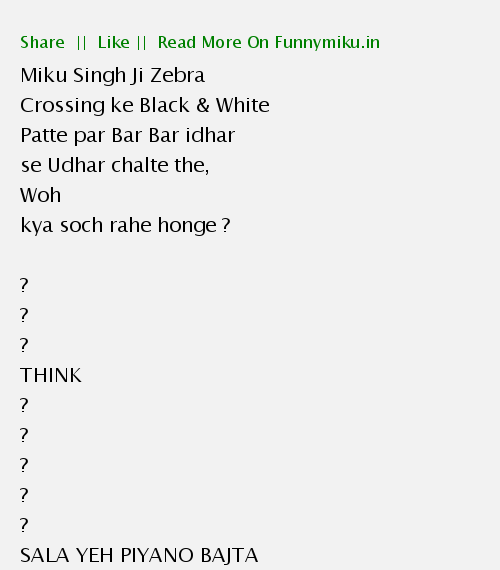 Share || Like || Read More On Funnymiku.in
Miku Singh Ji Zebra
Crossing ke Black & White
Patte par Bar Bar idhar
se Udhar chalte the,
Woh
kya soch rahe honge ?
?
?
?
THINK
?
?
?
?
?
SALA YEH PIYANO BAJTA